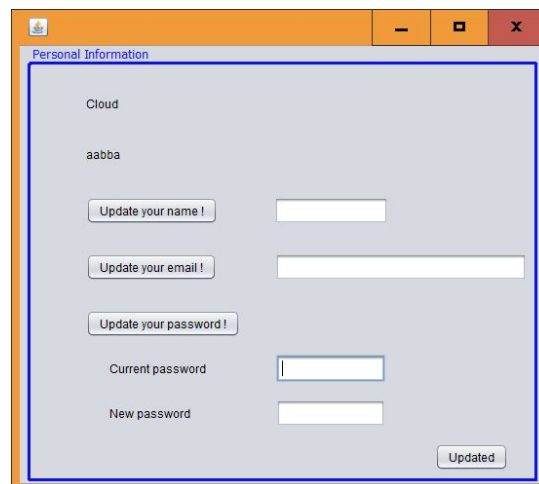 Personal Information
Cloud
aabba
Update your name !
Update your email !
Update your password !
Current password
New password
Updated